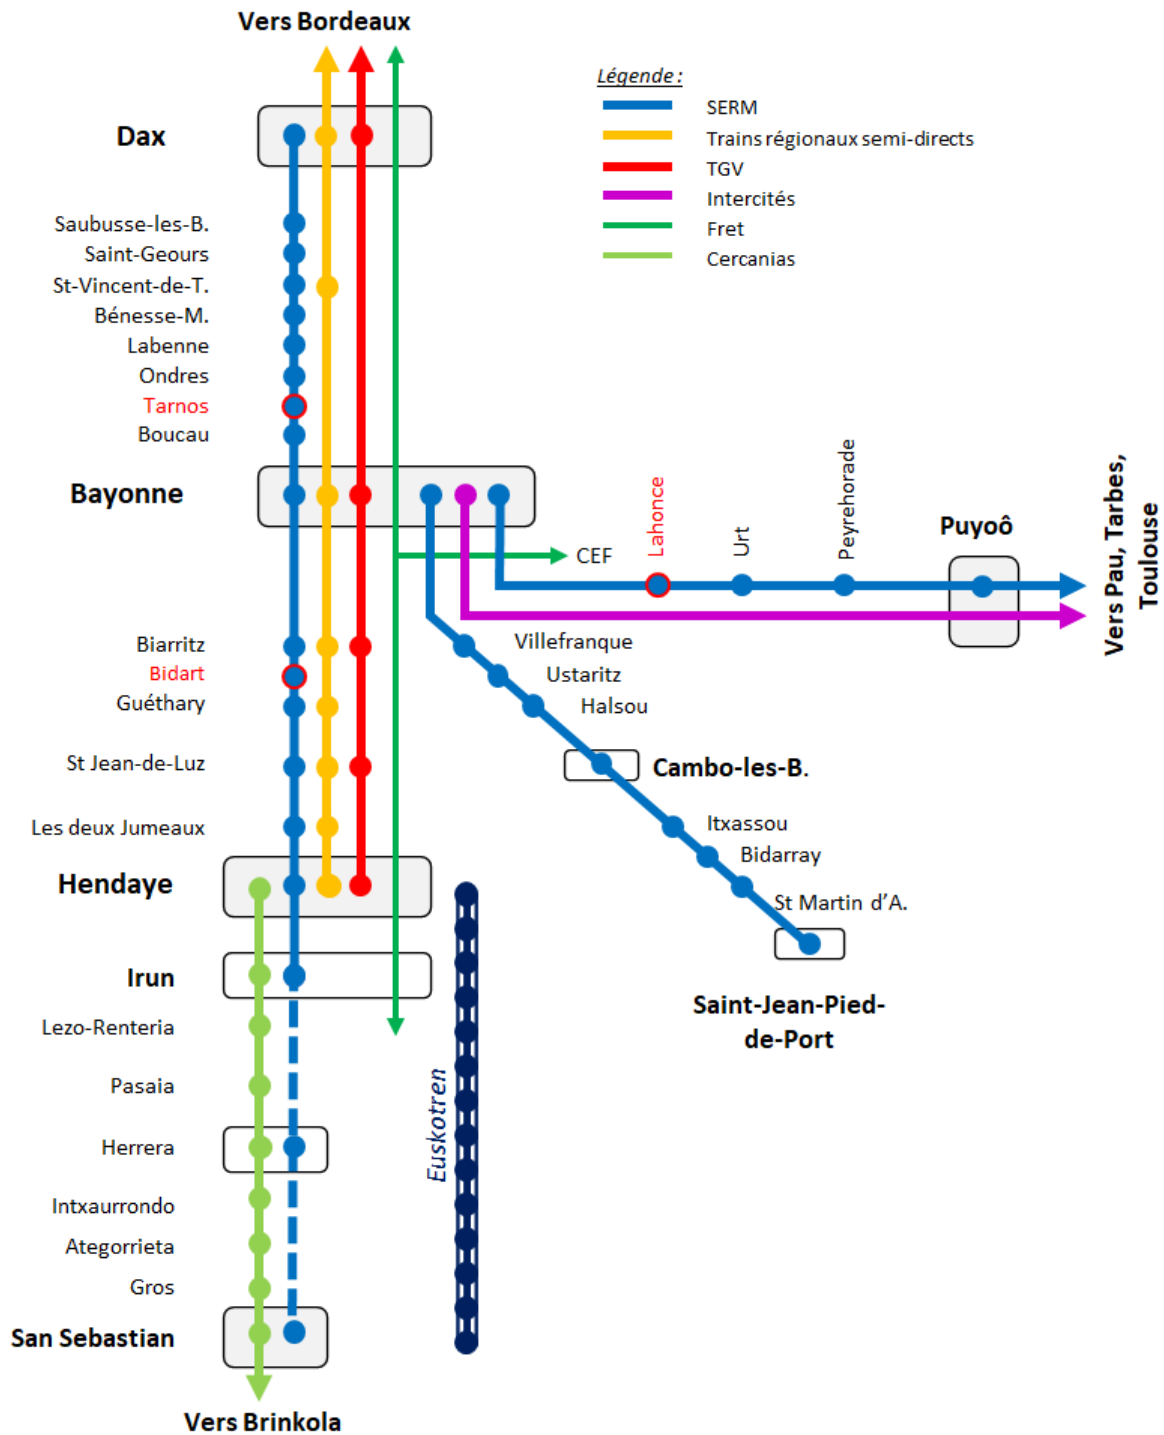 Vers Bordeaux
Légende :
SERM
Trains régionaux semi-directs
TGV
Intercités
Fret
Cercanias
Dax
Saubusse-les-B.
Saint-Geours
St-Vincent-de-T.
Bénesse-M.
Labenne
Ondres
Tarnos
Boucau
Bayonne
CEF
Lahonce
Urt
Peyrehorade
Puyoô
Vers Pau, Tarbes,
Toulouse
Biarritz
Bidart
Guéthary
St Jean-de-Luz
Les deux Jumeaux
Villefranque
Ustaritz
Halsou
Cambo-les-B.
Itxassou
Bidarray
St Martin d’A.
Saint-Jean-Pied-
de-Port
Hendaye
Irun
Lezo-Renteria
Pasaia
Herrera
Intxaurrondo
Ategorrieta
Gros
San Sebastian
Euskotren
Vers Brinkola